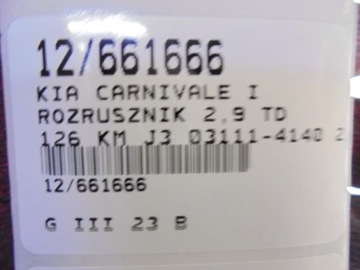 12/661666
KIA CARNIVALE I
ROZRUSZNIK 2,9 TD
126 KM J3 03111-4140 2
12/661666
G III 23 B